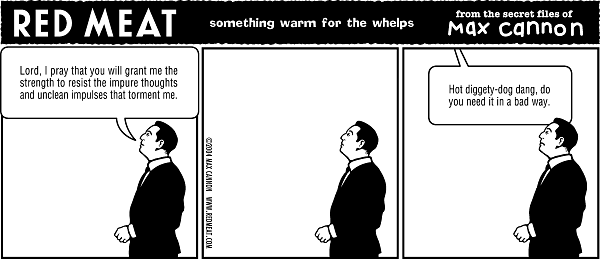 RED MEAT
something warm for the whelps
from the secret files of
max cannon
Lord, I pray that you will grant me the
strength to resist the impure thoughts
and unclean impulses that torment me.
©2004 MAX CANNON WWW.REDMEAT.COM
Hot diggety-dog dang, do
you need it in a bad way.